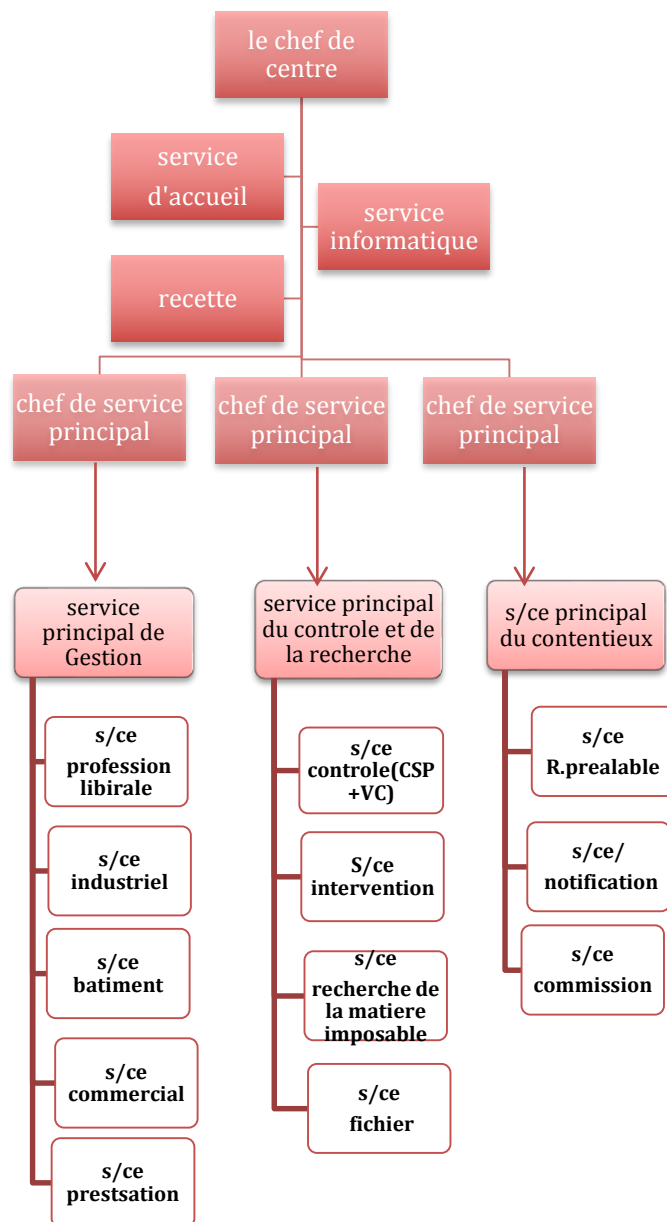 le chef de
centre
service
d'accueil
service
informatique
recette
chef de service
principal
chef de service
principal
chef de service
principal
service
principal de
Gestion
service principal
du controle et de
la recherche
s/ce principal
du contentieux
s/ce
profession
libirale
s/ce
industriel
s/ce
batiment
s/ce
commercial
s/ce
prestsation
s/ce
controle(CSP
+VC)
S/ce
intervention
s/ce
recherche de
la matiere
imposable
s/ce
fichier
s/ce
R.prealable
s/ce/
notification
s/ce
commission